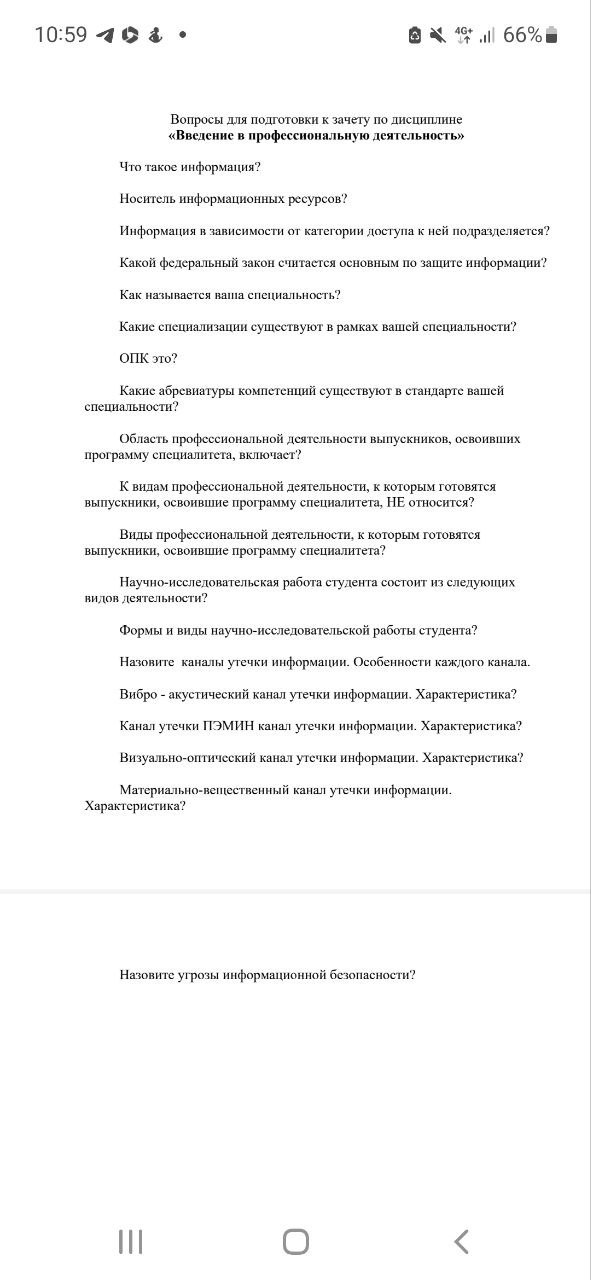 10:59
4G+
66%
Вопросы для подготовки к зачету по дисциплине
«Введение в профессиональную деятельность»
Что такое информация?
Носитель информационных ресурсов?
Информация в зависимости от категории доступа к ней подразделяется?
Какой федеральный закон считается основным по защите информации?
Как называется ваша специальность?
Какие специализации существуют в рамках вашей специальности?
ОПК это?
Какие абревиатуры компетенций существуют в стандарте вашей
специальности?
Область профессиональной деятельности выпускников, освоивших
программу специалитета, включает?
К видам профессиональной деятельности, к которым готовятся
выпускники, освоившие программу специалитета, НЕ относится?
Виды профессиональной деятельности, к которым готовятся
выпускники, освоившие программу специалитета?
Научно-исследовательская работа студента состоит из следующих
видов деятельности?
Формы и виды научно-исследовательской работы студента?
Назовите каналы утечки информации. Особенности каждого канала.
Вибро - акустический канал утечки информации. Характеристика?
Канал утечки ПЭМИН канал утечки информации. Характеристика?
Визуально-оптический канал утечки информации. Характеристика?
Материально-вещественный канал утечки информации.
Характеристика?
Назовите угрозы информационной безопасности?